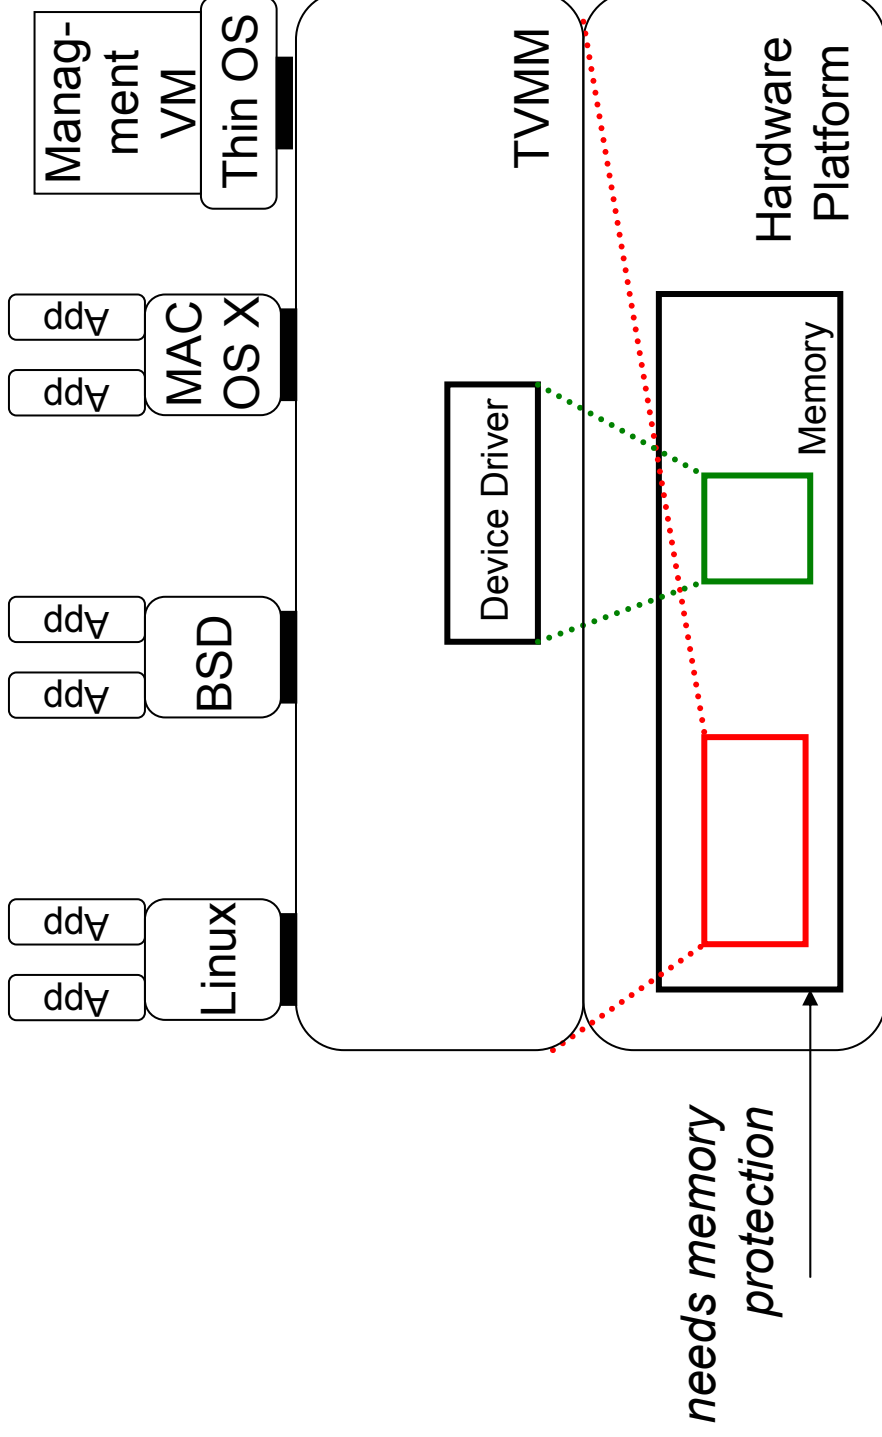 App
App
App
App
App
App
Manag-
ment
VM
Linux
BSD
MAC
OS X
Thin OS
Device Driver
TVMM
needs memory
protection
Memory
Hardware
Platform